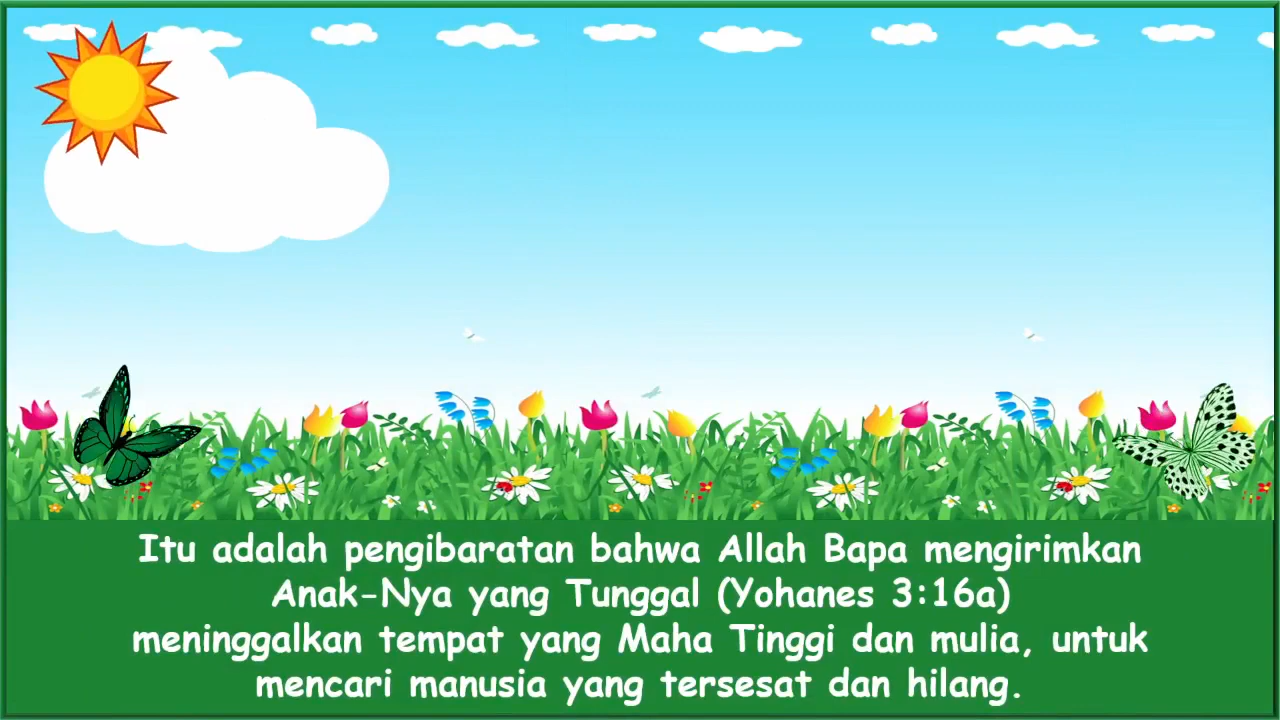 Itu adalah pengibaratan bahwa Allah Bapa mengirimkan
Anak-Nya yang Tunggal (Yohanes 3:16a)
meninggalkan tempat yang Maha Tinggi dan mulia, untuk
mencari manusia yang tersesat dan hilang.